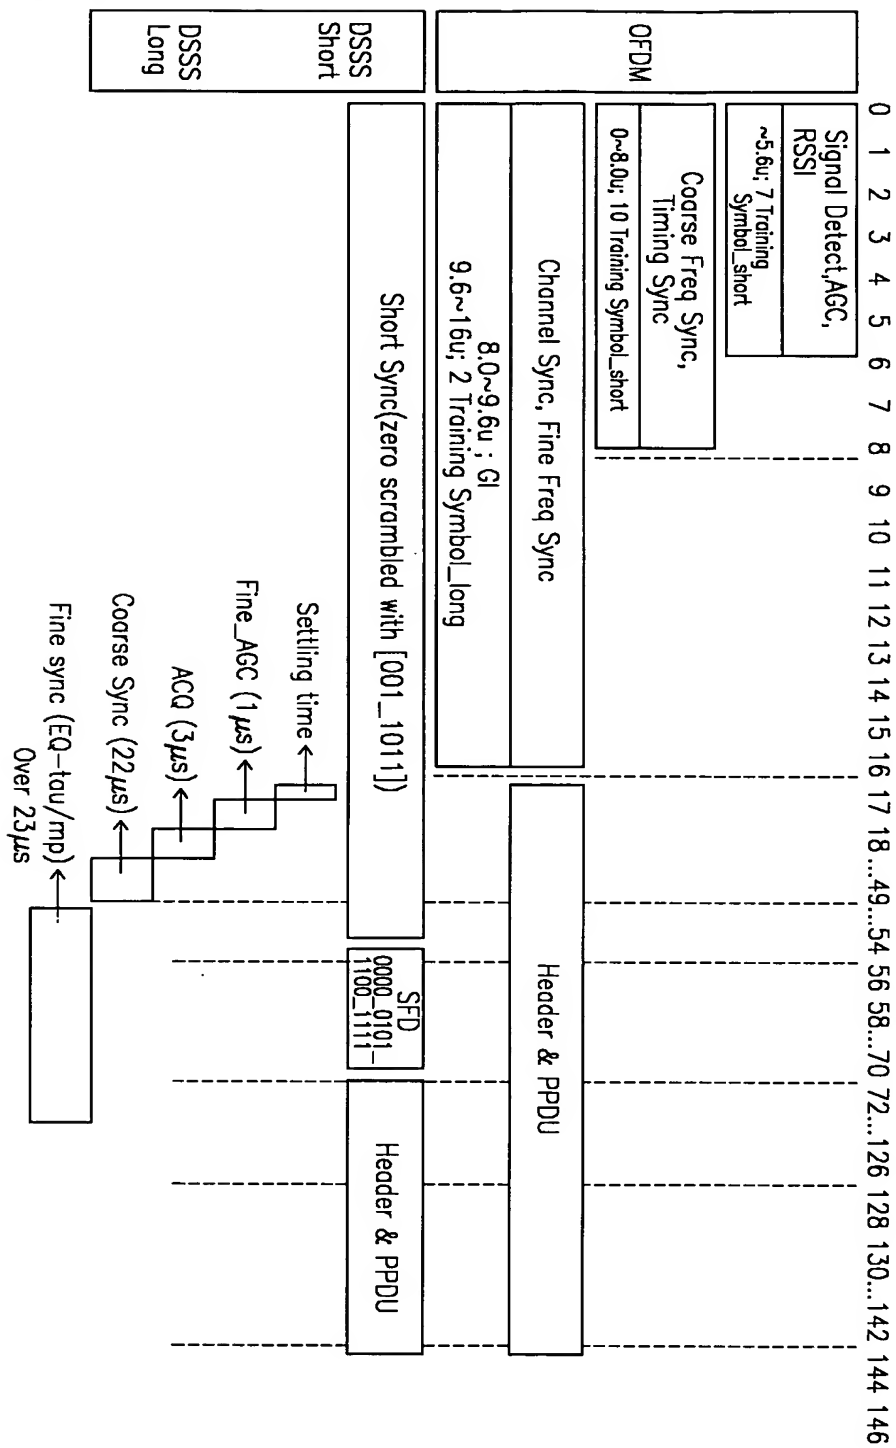 0 1 2 3 4 5 6 7 8 9 10 11 12 13 14 15 16 17 18...49...54 56 58...70 72...126 128 130...142 144 146
OFDM
Signal Detect,AGC,
RSSI
~5.6u; 7 Training
Symbol_short
Coarse Freq Sync,
Timing Sync
0~8.0u; 10 Training Symbol_short
Channel Sync, Fine Freq Sync
8.0~9.6u ; GI
9.6~16u; 2 Training Symbol_long
Header & PPDU
DSSS
Short
DSSS
Long
Short Sync(zero scrambled with [001_1011])
SFD
0000_0101_
1100_1111
Header & PPDU
Settling time
Fine_AGC (1μs)
ACQ (3μs)
Coarse Sync (22μs)
Fine sync (EQ-tau/mp)
Over 23μs